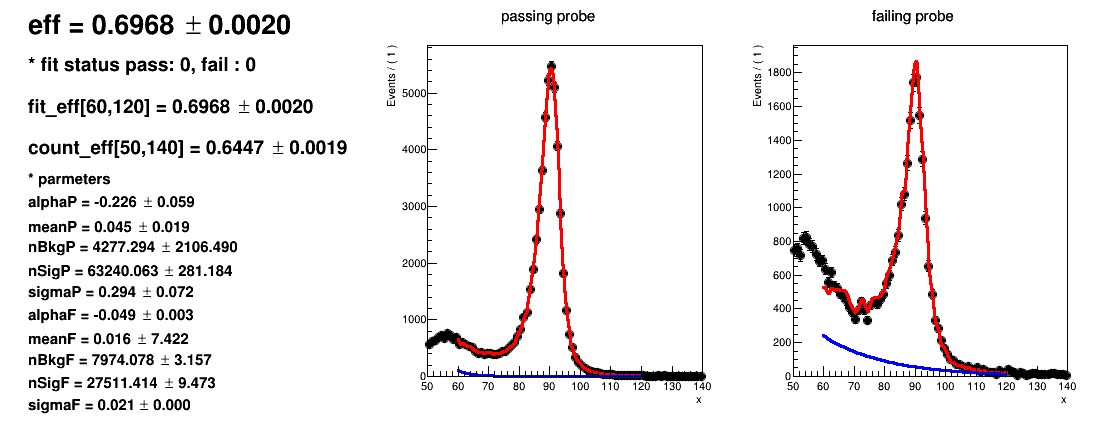 eff = 0.6968 ± 0.0020
* fit status pass: 0, fail : 0
fit_eff[60,120] = 0.6968 ± 0.0020
count_eff[50,140] = 0.6447 ± 0.0019
* parmeters
alphaP = -0.226 ± 0.059
meanP = 0.045 ± 0.019
nBkgP = 4277.294 ± 2106.490
nSigP = 63240.063 ± 281.184
sigmaP = 0.294 ± 0.072
alphaF = -0.049 ± 0.003
meanF = 0.016 ± 7.422
nBkgF = 7974.078 ± 3.157
nSigF = 27511.414 ± 9.473
sigmaF = 0.021 ± 0.000
passing probe
Events / ( 1 )
5000
4000
3000
2000
1000
0
50 60 70 80 90 100 110 120 130 140
x
failing probe
Events / ( 1 )
1800
1600
1400
1200
1000
800
600
400
200
0
50 60 70 80 90 100 110 120 130 140
x